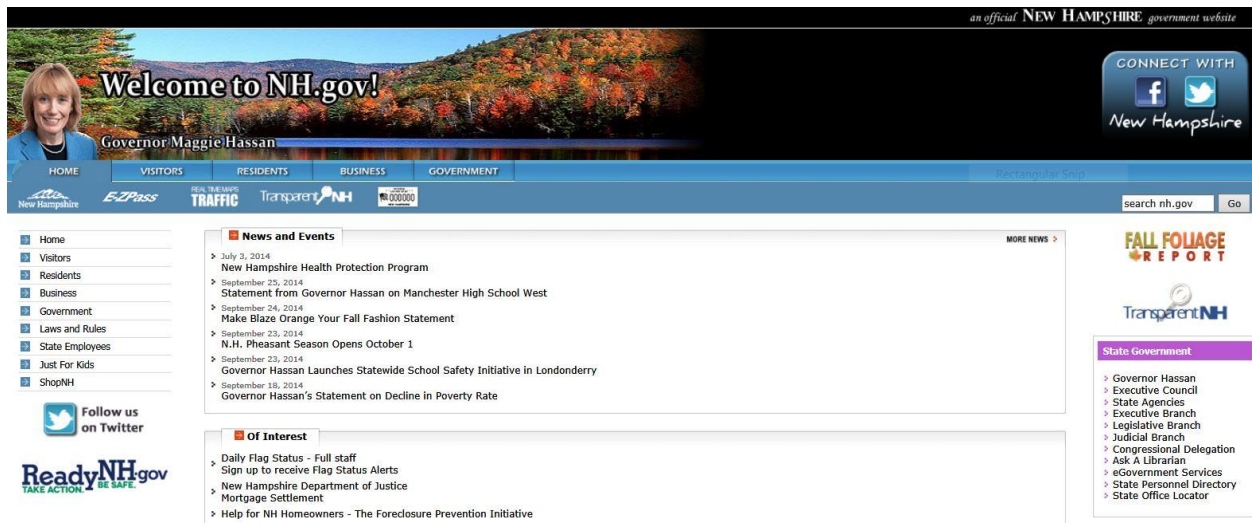 an official NEW HAMPSHIRE government website
Welcome to NH.gov!
Governor Maggie Hassan
CONNECT WITH
New Hampshire
HOME
VISITORS
RESIDENTS
BUSINESS
GOVERNMENT
Rectangular Snip
New Hampshire
E-ZPass
REAL TIME MAPS
TRAFFIC
Transparent NH
000000
search nh.gov
Go
Home
Visitors
Residents
Business
Government
Laws and Rules
State Employees
Just For Kids
ShopNH
Follow us
on Twitter
ReadyNH.gov
TAKE ACTION. BE SAFE.
News and Events
MORE NEWS >
July 3, 2014
New Hampshire Health Protection Program
September 25, 2014
Statement from Governor Hassan on Manchester High School West
September 24, 2014
Make Blaze Orange Your Fall Fashion Statement
September 23, 2014
N.H. Pheasant Season Opens October 1
September 23, 2014
Governor Hassan Launches Statewide School Safety Initiative in Londonderry
September 18, 2014
Governor Hassan's Statement on Decline in Poverty Rate
Of Interest
Daily Flag Status - Full staff
Sign up to receive Flag Status Alerts
New Hampshire Department of Justice
Mortgage Settlement
Help for NH Homeowners - The Foreclosure Prevention Initiative
FALL FOLIAGE
REPORT
Transparent NH
State Government
Governor Hassan
Executive Council
State Agencies
Executive Branch
Legislative Branch
Judicial Branch
Congressional Delegation
Ask A Librarian
eGovernment Services
State Personnel Directory
State Office Locator